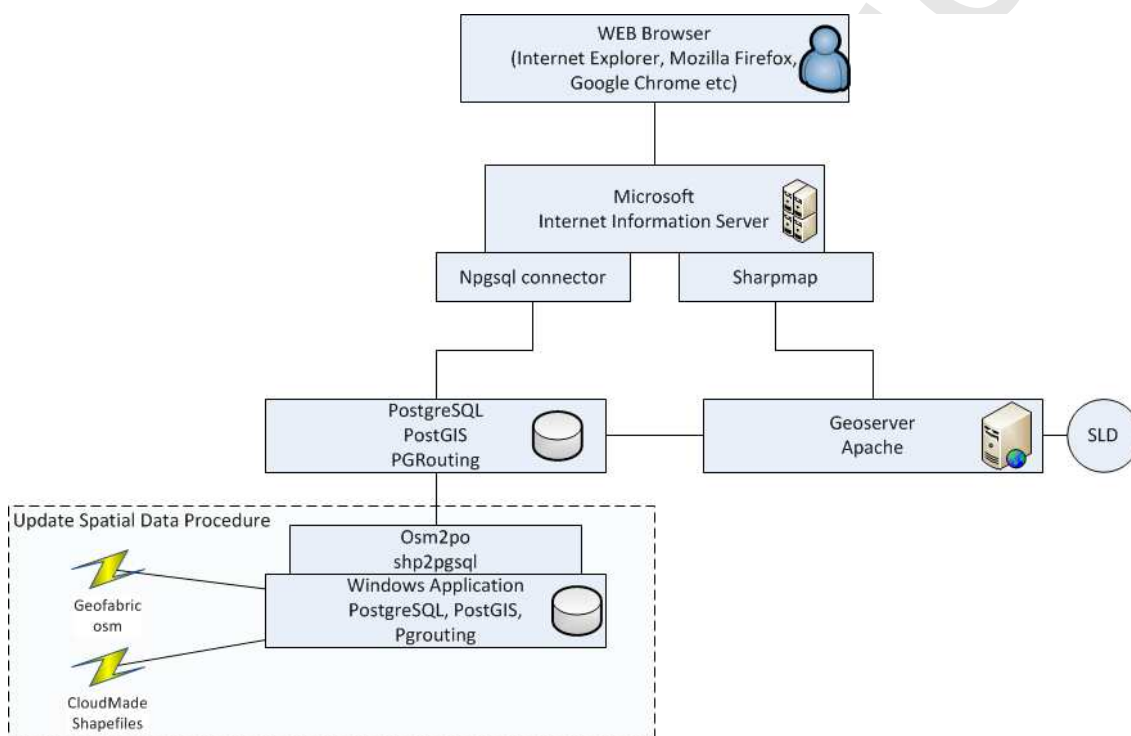 WEB Browser
(Internet Explorer, Mozilla Firefox,
Google Chrome etc)
Microsoft
Internet Information Server
Npgsql connector
Sharpmap
PostgreSQL
PostGIS
PGRouting
Geoserver
Apache
SLD
Update Spatial Data Procedure
Osm2po
shp2pgsql
Windows Application
PostgreSQL, PostGIS,
Pgrouting
Geofabric
osm
CloudMade
Shapefiles